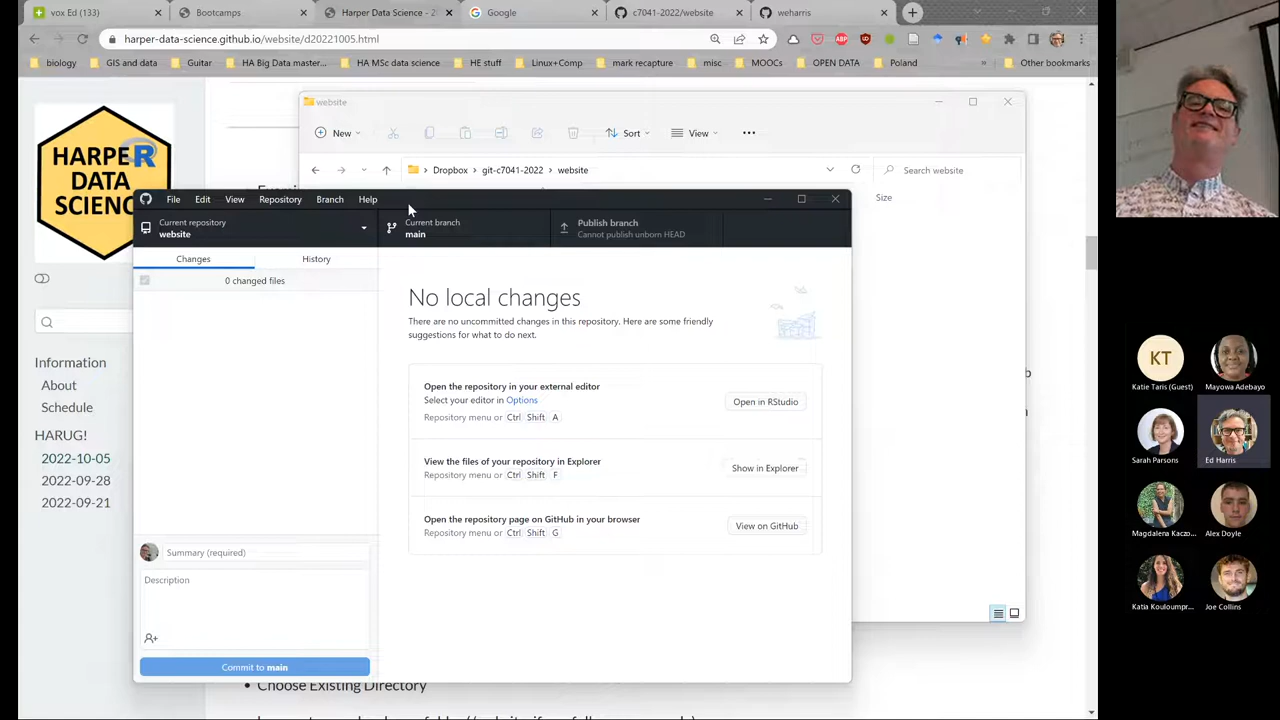 vox Ed (133)
Bootcamps
Harper Data Science - 2
Google
c7041-2022/website
weharris
harper-data-science.github.io/website/d20221005.html
biology
GIS and data
Guitar
HA Big Data master...
HA MSc data science
HE stuff
Linux+Comp
mark recapture
misc
MOOCs
OPEN DATA
Poland
»
Other bookmarks
HARPER
DATA
SCIENC
Information
About
Schedule
HARUG!
2022-10-05
2022-09-28
2022-09-21
website
New
Sort
View
Dropbox
git-c7041-2022
website
Search website
Size
File
Edit
View
Repository
Branch
Help
Current repository
website
Current branch
main
Publish branch
Cannot publish unborn HEAD
Changes
History
0 changed files
No local changes
There are no uncommitted changes in this repository. Here are some friendly
suggestions for what to do next.
Open the repository in your external editor
Select your editor in Options
Repository menu or Ctrl Shift A
Open in RStudio
View the files of your repository in Explorer
Repository menu or Ctrl Shift F
Show in Explorer
Open the repository page on GitHub in your browser
Repository menu or Ctrl Shift G
View on GitHub
Summary (required)
Description
Commit to main
• Choose Existing Directory
KT
Katie Taris (Guest)
Mayowa Adebayo
Sarah Parsons
Ed Harris
Magdalena Kaczo...
Alex Doyle
Katia Kouloumpr...
Joe Collins